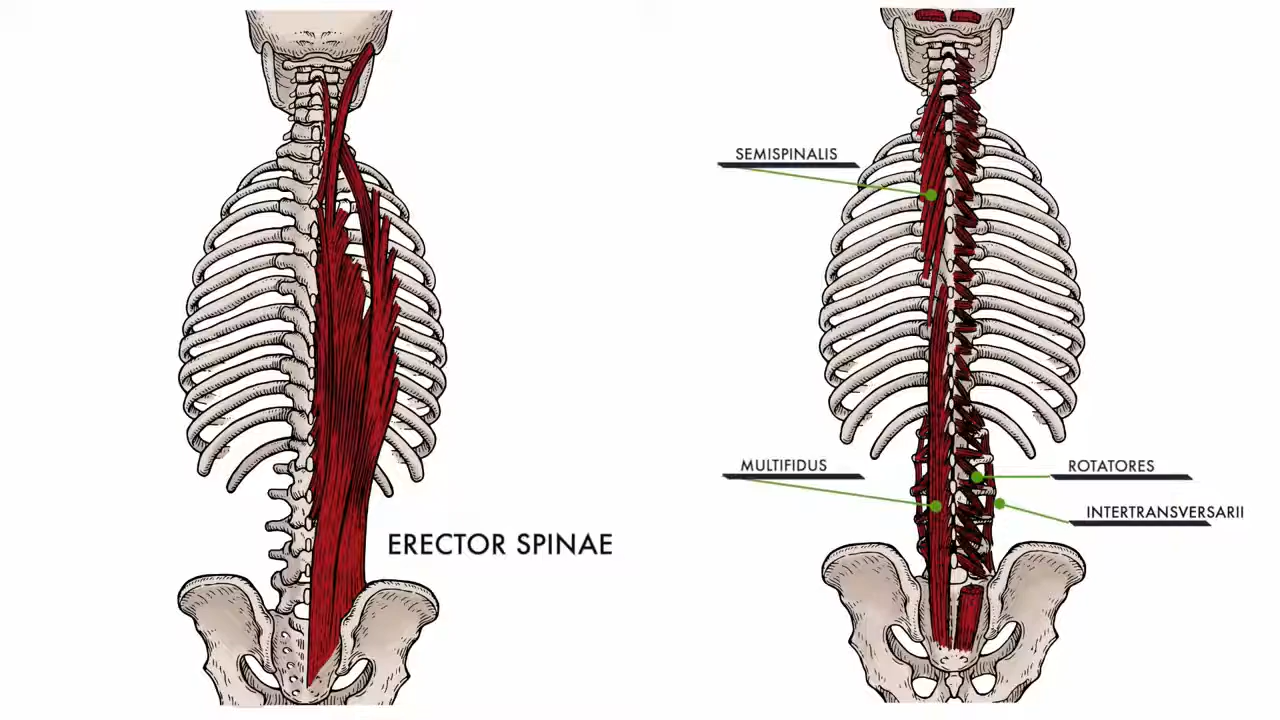 SEMISPINALIS
MULTIFIDUS
ROTATORES
INTERTRANSVERSARII
ERECTOR SPINAE